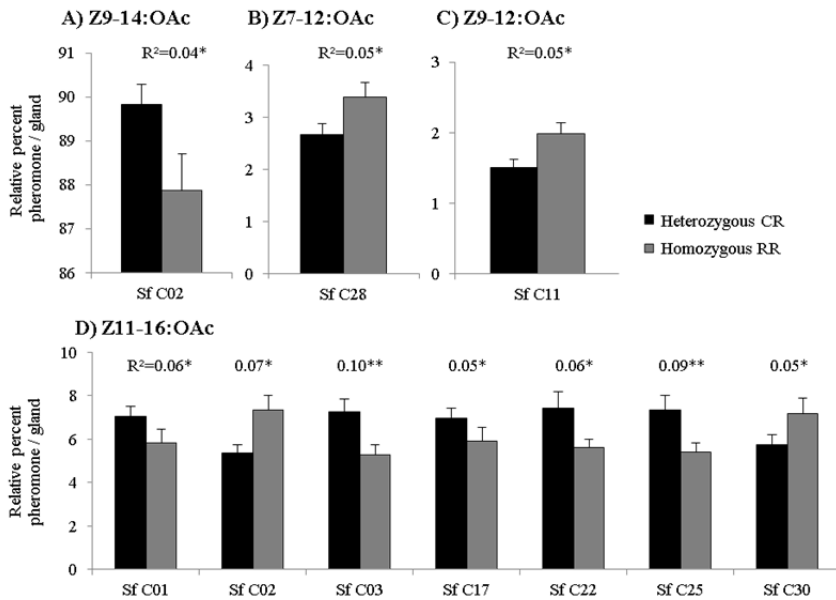 A) Z9-14:OAc
B) Z7-12:OAc
C) Z9-12:OAc
R²=0.04*
R²=0.05*
R²=0.05*
Relative percent
pheromone / gland
91
90
89
88
87
86
4
3
2
1
0
3
2
1
0
Sf C02
Sf C28
Sf C11
Heterozygous CR
Homozygous RR
D) Z11-16:OAc
R²=0.06* 0.07* 0.10** 0.05* 0.06* 0.09** 0.05*
Relative percent
pheromone / gland
10
8
6
4
2
0
Sf C01 Sf C02 Sf C03 Sf C17 Sf C22 Sf C25 Sf C30